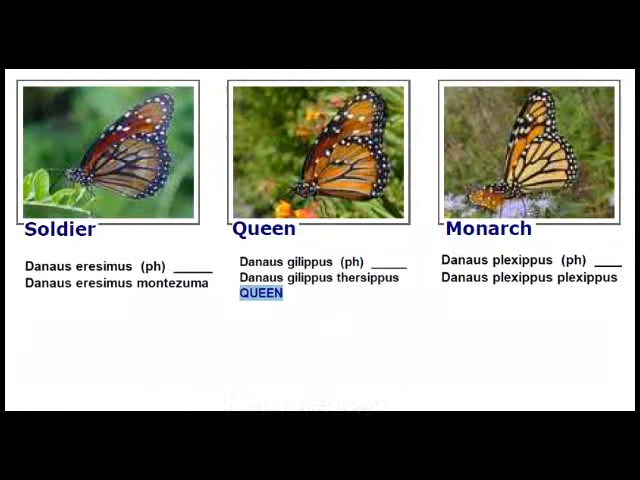 Soldier
Danaus eresimus (ph) _____
Danaus eresimus montezuma
Queen
Danaus gilippus (ph) _____
Danaus gilippus thersippus
QUEEN
Monarch
Danaus plexippus (ph) ____
Danaus plexippus plexippus